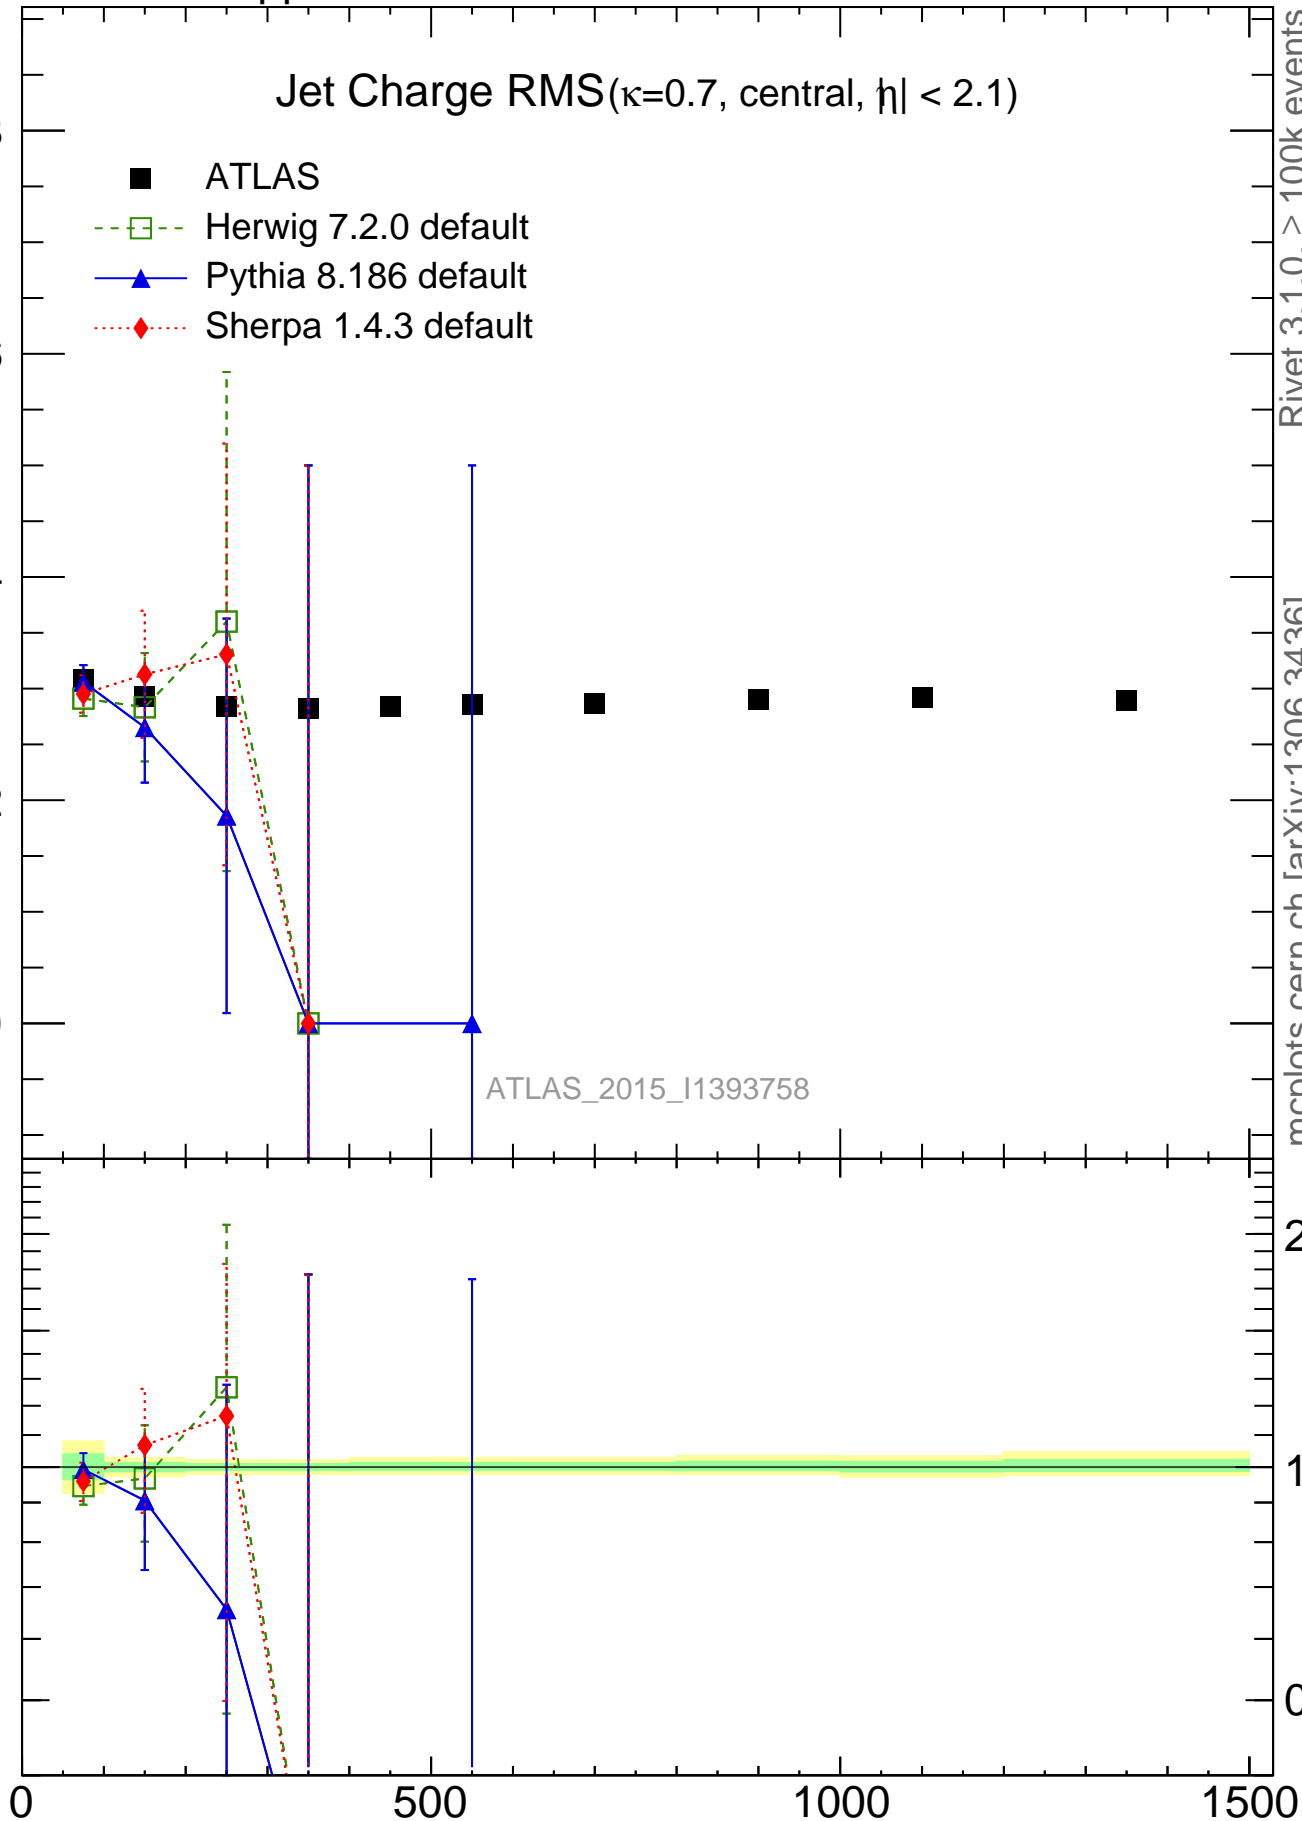 Jet Charge RMS(κ=0.7, central, |η| < 2.1)
ATLAS
Herwig 7.2.0 default
Pythia 8.186 default
Sherpa 1.4.3 default
ATLAS_2015_I1393758
Rivet 3.1.0, > 100k events
mcplots.cern.ch [arXiv:1306.3436]
2
1
0
0 500 1000 1500